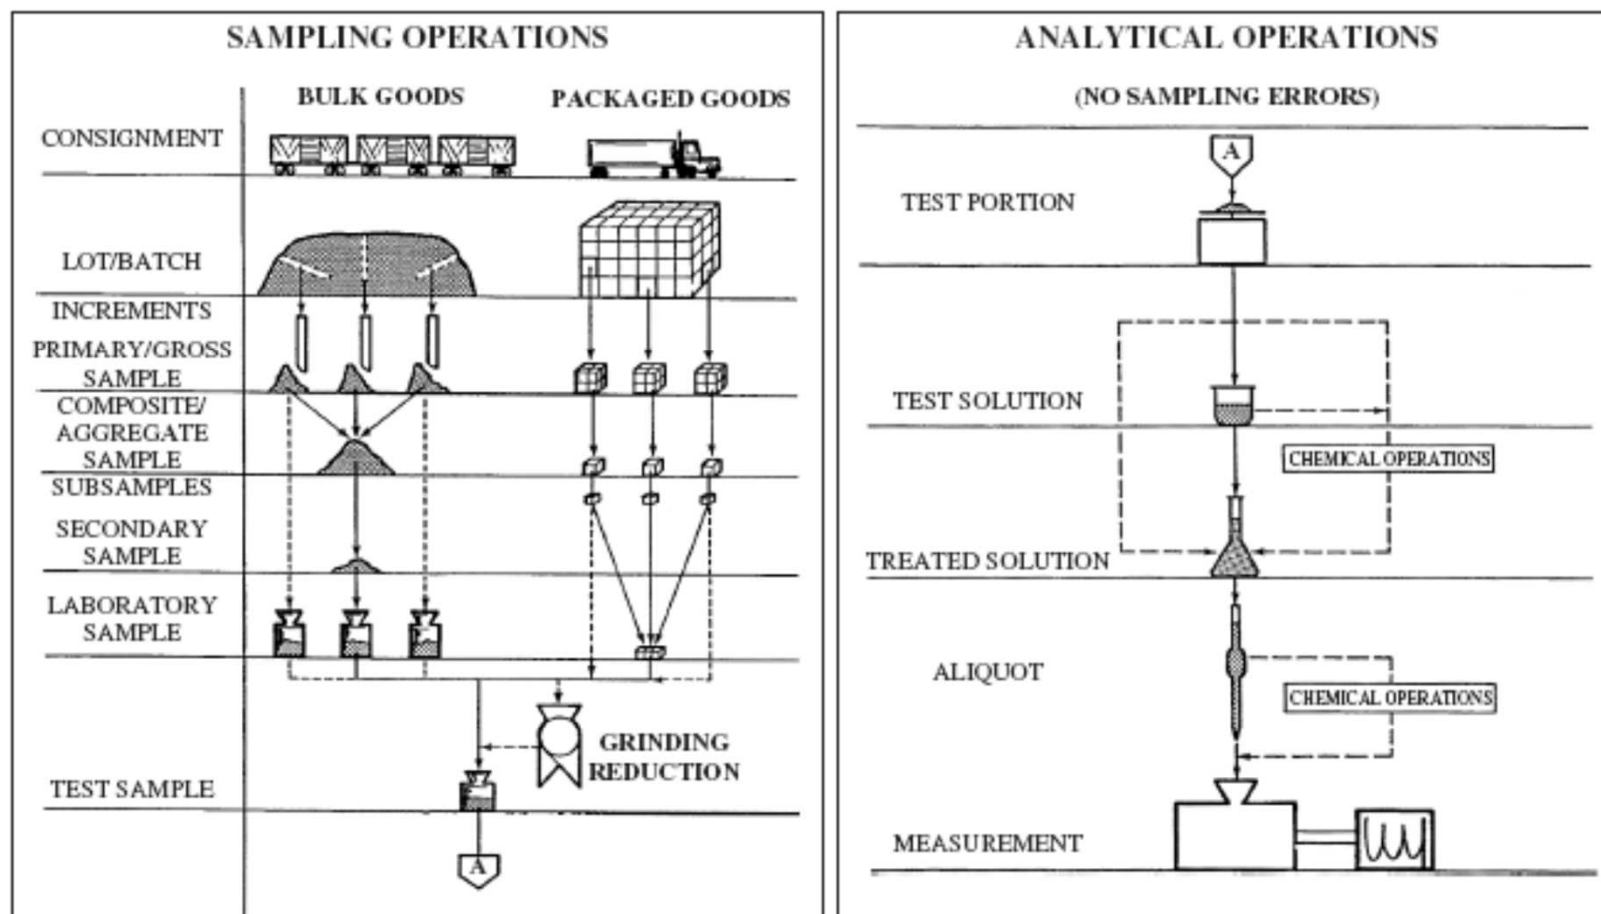 SAMPLING OPERATIONS
BULK GOODS
PACKAGED GOODS
CONSIGNMENT
LOT/BATCH
INCREMENTS
PRIMARY/GROSS
SAMPLE
COMPOSITE/
AGGREGATE
SAMPLE
SUBSAMPLES
SECONDARY
SAMPLE
LABORATORY
SAMPLE
GRINDING
REDUCTION
TEST SAMPLE
A
ANALYTICAL OPERATIONS
(NO SAMPLING ERRORS)
A
TEST PORTION
TEST SOLUTION
CHEMICAL OPERATIONS
TREATED SOLUTION
ALIQUOT
CHEMICAL OPERATIONS
MEASUREMENT